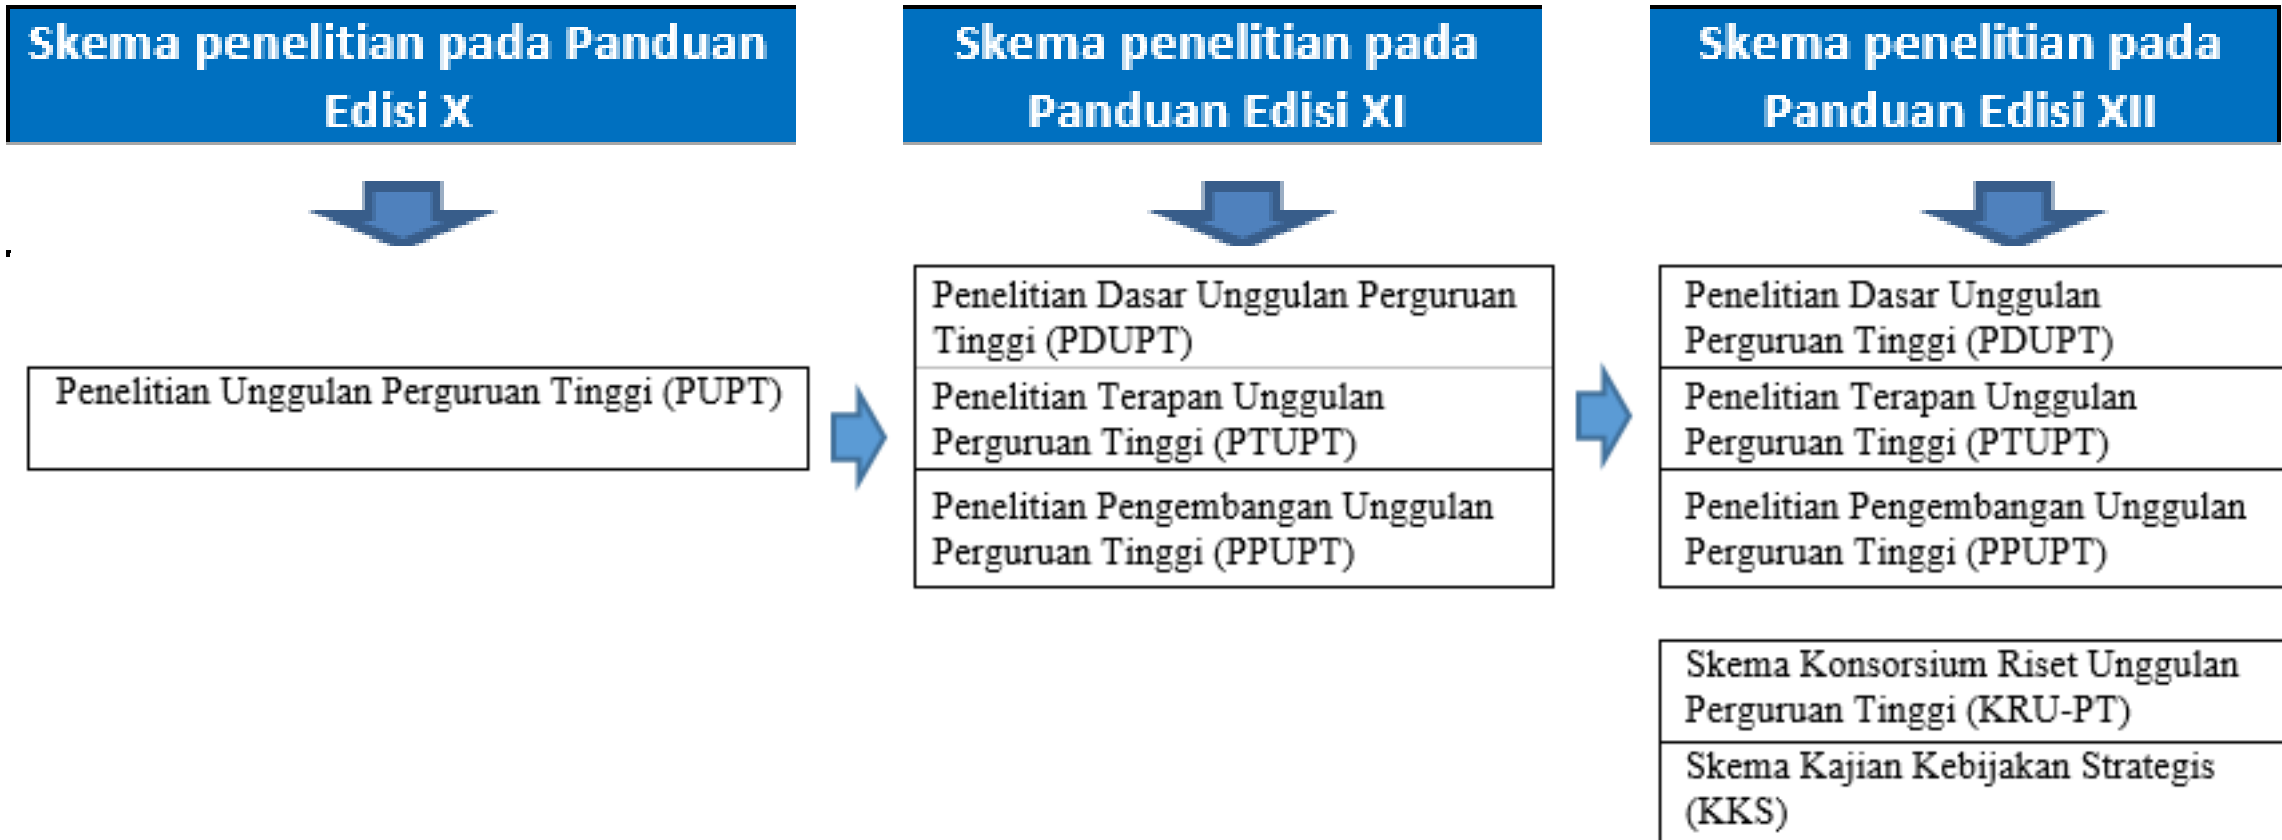 Skema penelitian pada Panduan
Edisi X
Skema penelitian pada
Panduan Edisi XI
Skema penelitian pada
Panduan Edisi XII
Penelitian Unggulan Perguruan Tinggi (PUPT)
Penelitian Dasar Unggulan Perguruan
Tinggi (PDUPT)
Penelitian Terapan Unggulan
Perguruan Tinggi (PTUPT)
Penelitian Pengembangan Unggulan
Perguruan Tinggi (PPUPT)
Penelitian Dasar Unggulan
Perguruan Tinggi (PDUPT)
Penelitian Terapan Unggulan
Perguruan Tinggi (PTUPT)
Penelitian Pengembangan Unggulan
Perguruan Tinggi (PPUPT)
Skema Konsorsium Riset Unggulan
Perguruan Tinggi (KRU-PT)
Skema Kajian Kebijakan Strategis
(KKS)